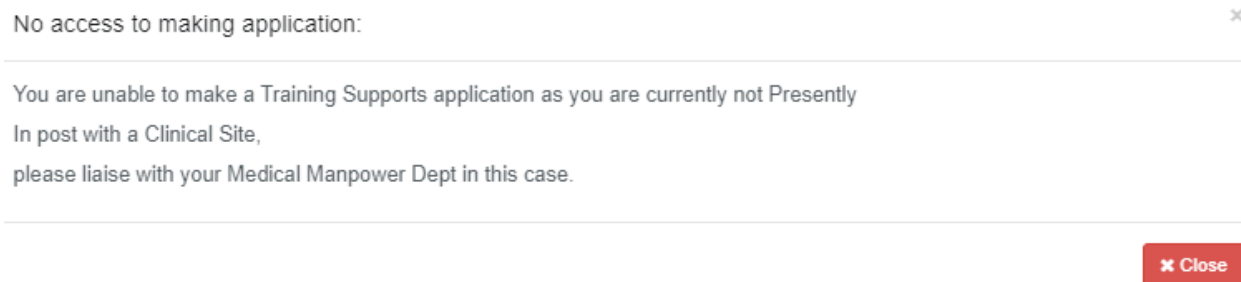 No access to making application:
You are unable to make a Training Supports application as you are currently not Presently
In post with a Clinical Site,
please liaise with your Medical Manpower Dept in this case.
✖ Close